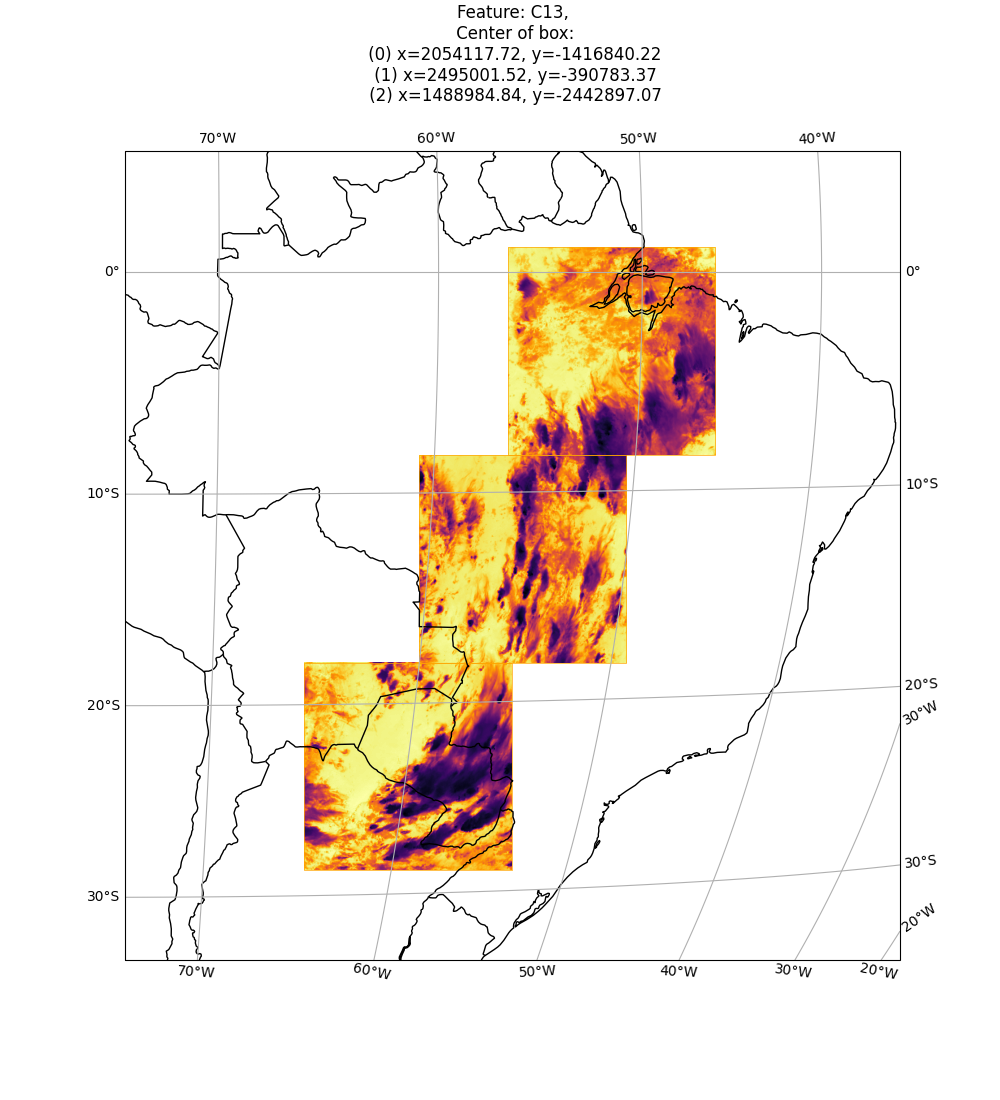 Feature: C13,
Center of box:
(0) x=2054117.72, y=-1416840.22
(1) x=2495001.52, y=-390783.37
(2) x=1488984.84, y=-2442897.07
70°W 60°W 50°W 40°W
0° 0°
10°S 10°S
20°S 20°S
30°W
30°S 30°S
20°W
70°W 60°W 50°W 40°W 30°W 20°W